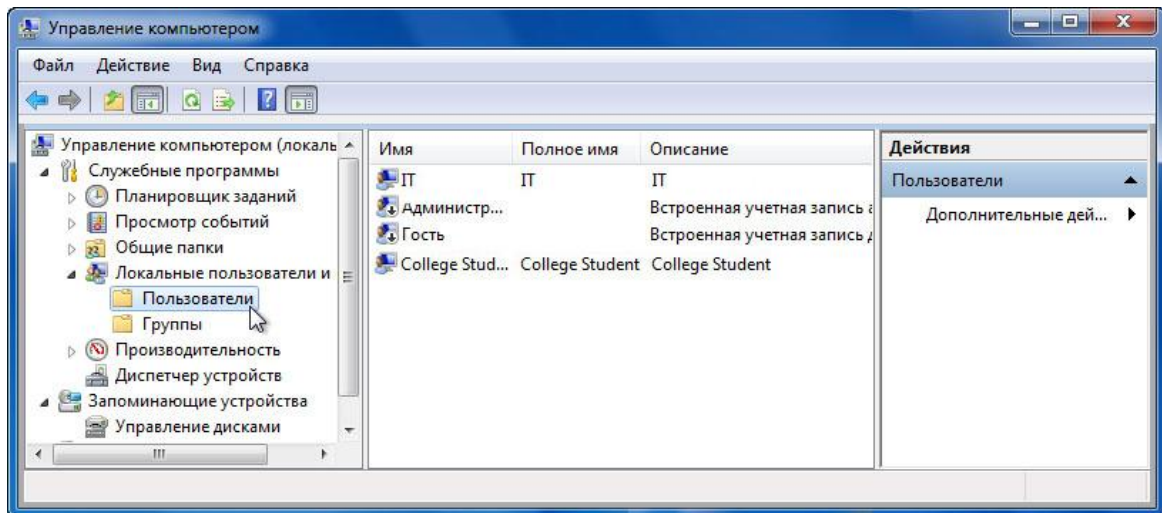 Управление компьютером
Файл Действие Вид Справка
Управление компьютером (локаль
Служебные программы
Планировщик заданий
Просмотр событий
Общие папки
Локальные пользователи и
Пользователи
Группы
Производительность
Диспетчер устройств
Запоминающие устройства
Управление дисками
Имя Полное имя Описание
IT IT IT
Администр... Встроенная учетная запись а
Гость Встроенная учетная запись д
College Stud... College Student College Student
Действия
Пользователи
Дополнительные дей...